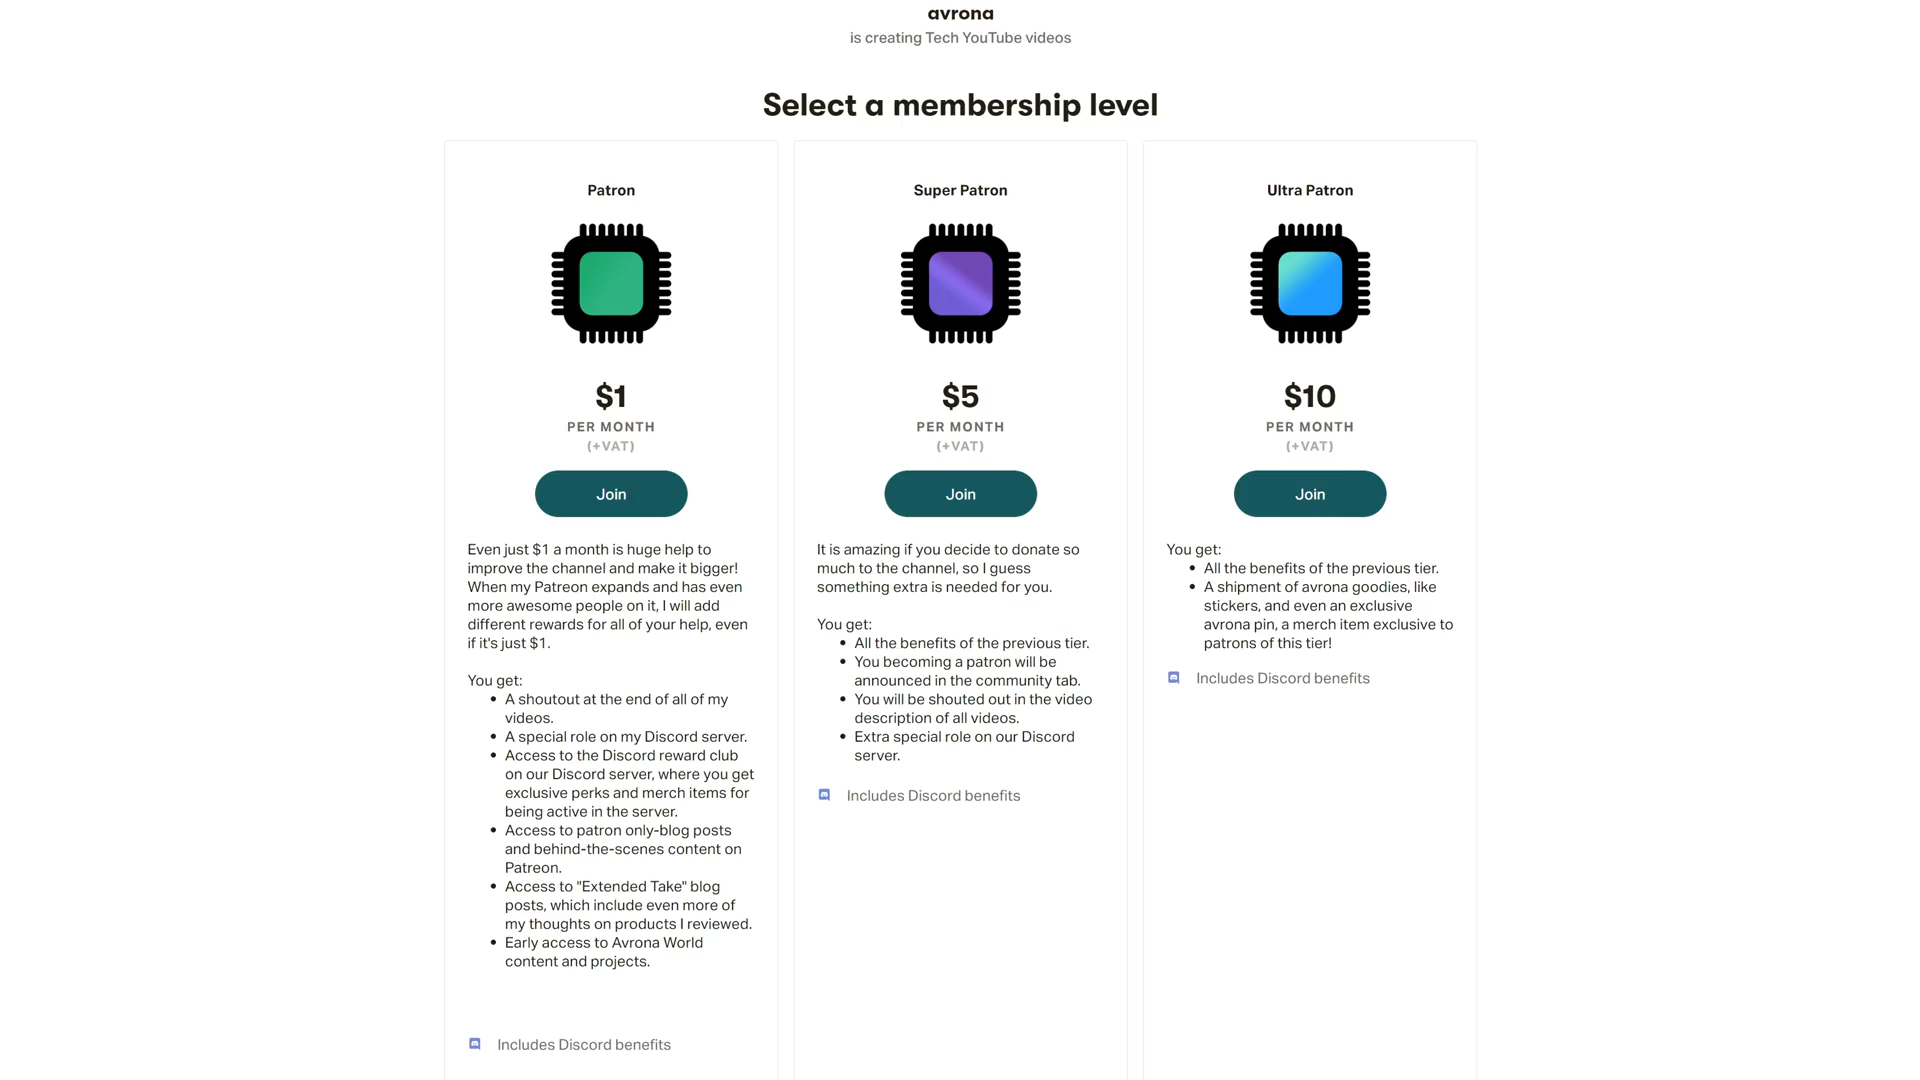 avrona
is creating Tech YouTube videos
Select a membership level
Patron
$1
PER MONTH
(+VAT)
Join
Even just $1 a month is huge help to
improve the channel and make it bigger!
When my Patreon expands and has even
more awesome people on it, I will add
different rewards for all of your help, even
if it's just $1.
You get:
• A shoutout at the end of all of my
videos.
• A special role on my Discord server.
• Access to the Discord reward club
on our Discord server, where you get
exclusive perks and merch items for
being active in the server.
• Access to patron only-blog posts
and behind-the-scenes content on
Patreon.
• Access to "Extended Take" blog
posts, which include even more of
my thoughts on products I reviewed.
• Early access to Avrona World
content and projects.
Includes Discord benefits
Super Patron
$5
PER MONTH
(+VAT)
Join
It is amazing if you decide to donate so
much to the channel, so I guess
something extra is needed for you.
You get:
• All the benefits of the previous tier.
• You becoming a patron will be
announced in the community tab.
• You will be shouted out in the video
description of all videos.
• Extra special role on our Discord
server.
Includes Discord benefits
Ultra Patron
$10
PER MONTH
(+VAT)
Join
You get:
• All the benefits of the previous tier.
• A shipment of avrona goodies, like
stickers, and even an exclusive
avrona pin, a merch item exclusive to
patrons of this tier!
Includes Discord benefits